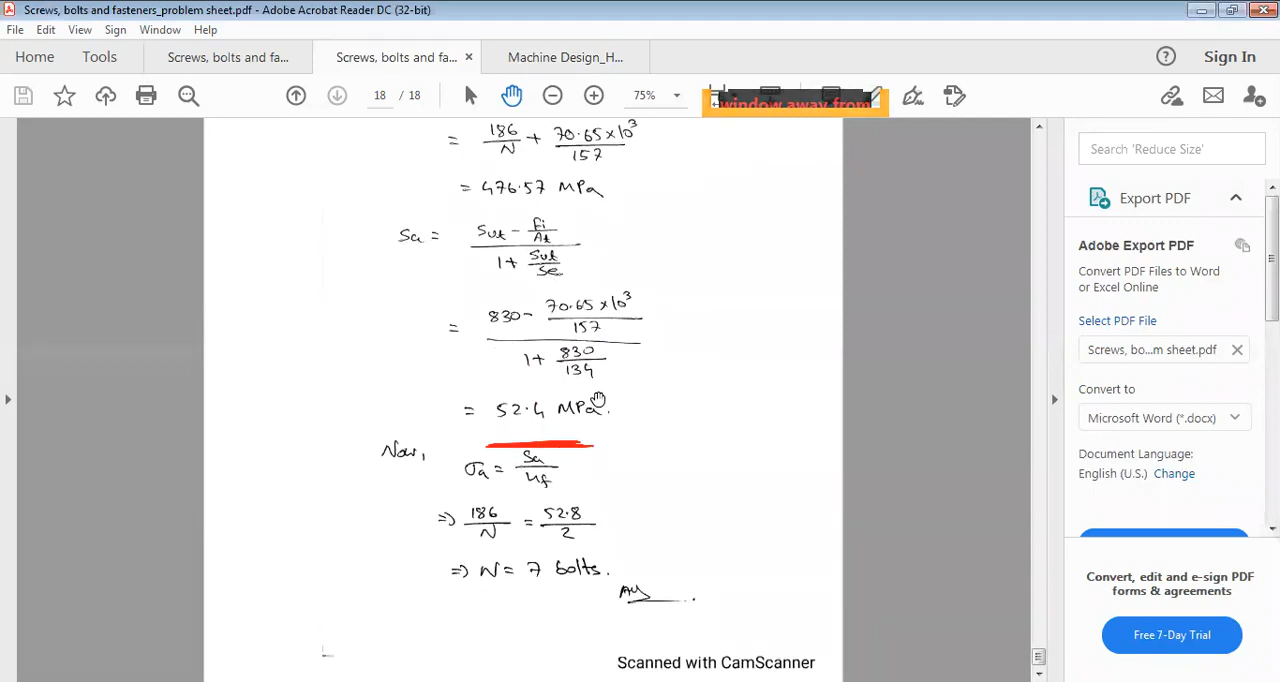 Screws, bolts and fasteners_problem sheet.pdf - Adobe Acrobat Reader DC (32-bit)
File Edit View Sign Window Help
Home Tools Screws, bolts and fa... Screws, bolts and fa... × Machine Design_H... Sign In
18 / 18 75% window away from
= 186/N + 70.65×10³/157
= 476.57 MPa
Sa = (Sut - Fi/At) / (1 + Sut/Se)
= (830 - 70.65×10³/157) / (1 + 830/134)
= 52.4 MPa.
Now,
σa = Sa/nf
⇒ 186/N = 52.8/2
⇒ N = 7 bolts.
Ans
Scanned with CamScanner
Search 'Reduce Size'
Export PDF
Adobe Export PDF
Convert PDF Files to Word
or Excel Online
Select PDF File
Screws, bo...m sheet.pdf ×
Convert to
Microsoft Word (*.docx)
Document Language:
English (U.S.) Change
Convert, edit and e-sign PDF
forms & agreements
Free 7-Day Trial